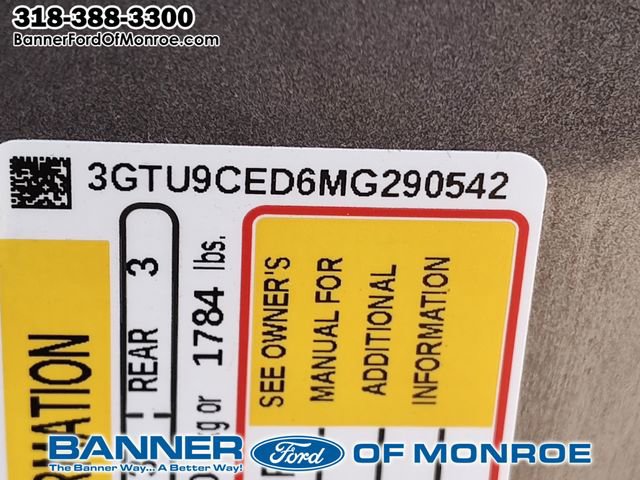 318-388-3300
BannerFordOfMonroe.com
3GTU9CED6MG290542
REAR 3
g or 1784 lbs.
SEE OWNER'S
MANUAL FOR
ADDITIONAL
INFORMATION
RMATION
BANNER Ford OF MONROE
The Banner Way... A Better Way!